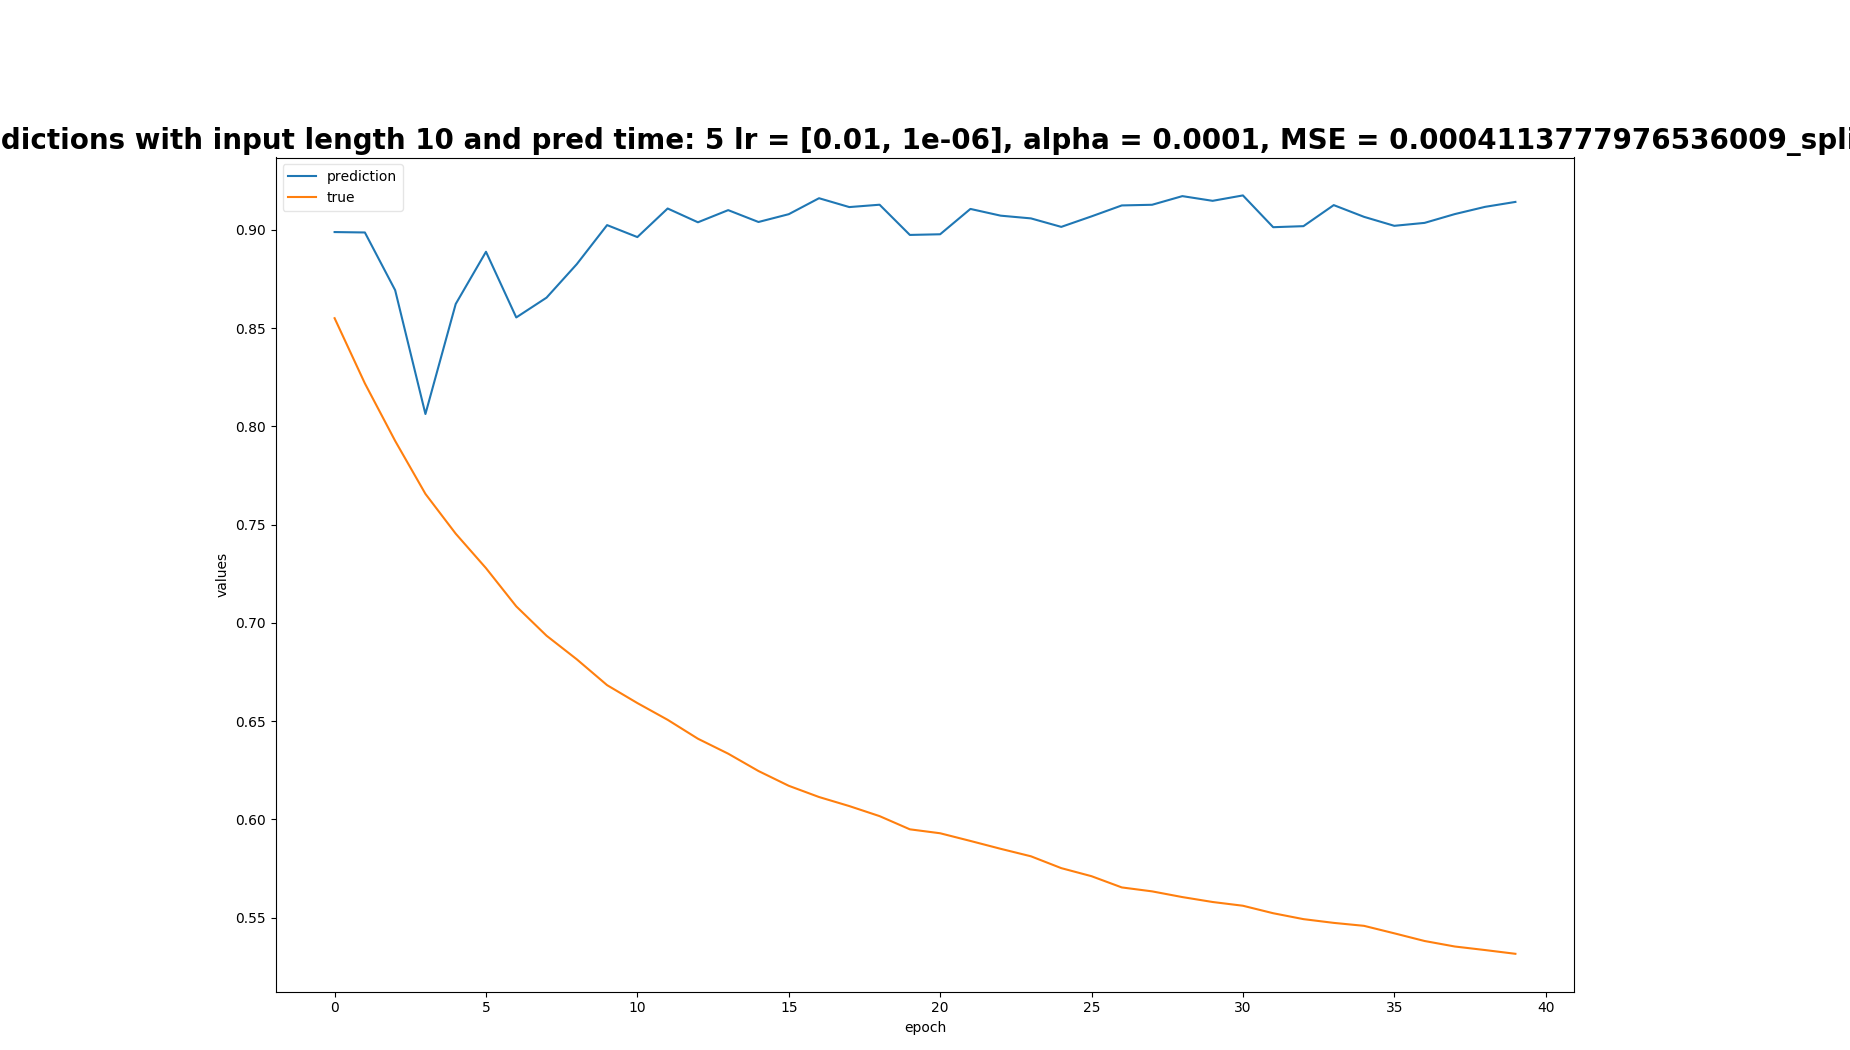 dictions with input length 10 and pred time: 5 lr = [0.01, 1e-06], alpha = 0.0001, MSE = 0.0004113777976536009_spli
prediction
true
0.90
0.85
0.80
0.75
0.70
0.65
0.60
0.55
values
0 5 10 15 20 25 30 35 40
epoch